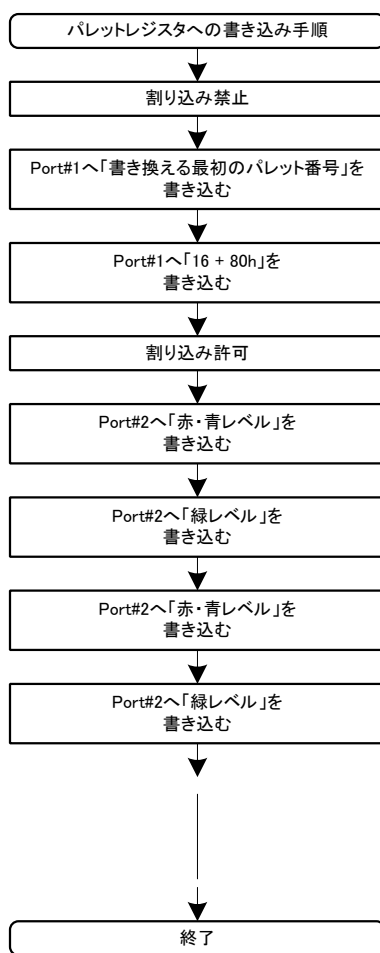 パレットレジスタへの書き込み手順
割り込み禁止
Port#1へ「書き換える最初のパレット番号」を
書き込む
Port#1へ「16 + 80h」を
書き込む
割り込み許可
Port#2へ「赤・青レベル」を
書き込む
Port#2へ「緑レベル」を
書き込む
Port#2へ「赤・青レベル」を
書き込む
Port#2へ「緑レベル」を
書き込む
終了